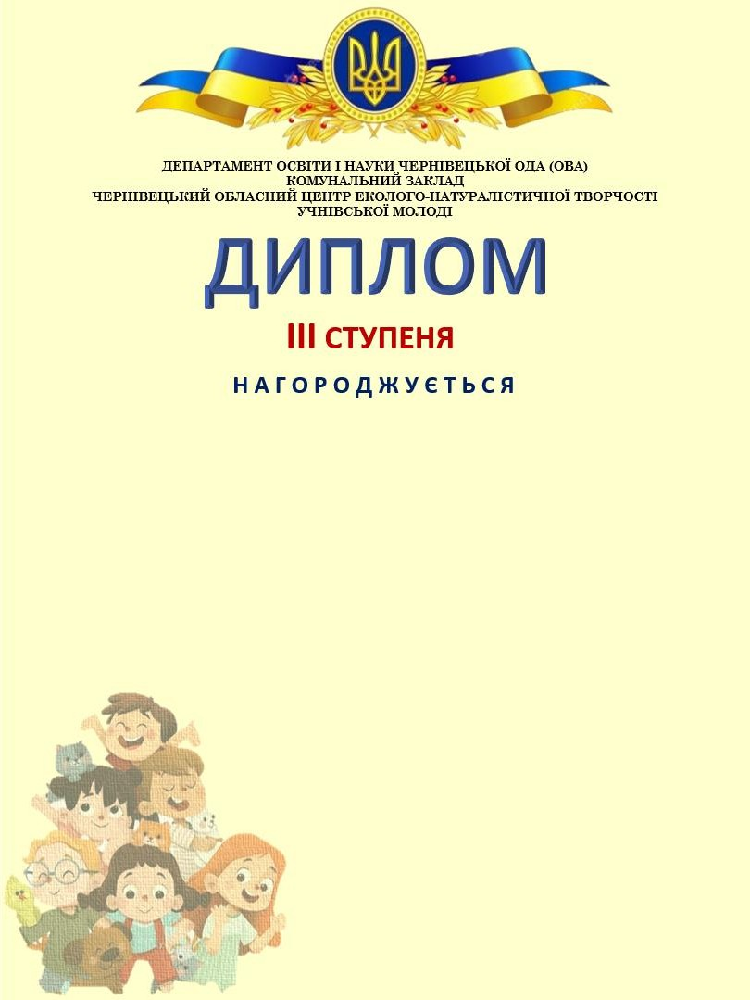 ДЕПАРТАМЕНТ ОСВІТИ І НАУКИ ЧЕРНІВЕЦЬКОЇ ОДА (ОВА)
КОМУНАЛЬНИЙ ЗАКЛАД
ЧЕРНІВЕЦЬКИЙ ОБЛАСНИЙ ЦЕНТР ЕКОЛОГО-НАТУРАЛІСТИЧНОЇ ТВОРЧОСТІ
УЧНІВСЬКОЇ МОЛОДІ
ДИПЛОМ
ІІІ СТУПЕНЯ
НАГОРОДЖУЄТЬСЯ